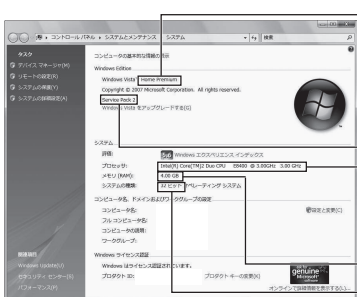 コントロール パネル ▸ システムとメンテナンス システム
検索
タスク
デバイス マネージャ(M)
リモートの設定(R)
システムの保護(Y)
システムの詳細設定(A)
コンピュータの基本的な情報の表示
Windows Edition
Windows Vista™ Home Premium
Copyright © 2007 Microsoft Corporation. All rights reserved.
Service Pack 2
Windows Vista をアップグレードする(G)
システム
評価: Windows エクスペリエンス インデックス
プロセッサ: Intel(R) Core(TM)2 Duo CPU E8400 @ 3.00GHz 3.00 GHz
メモリ (RAM): 4.00 GB
システムの種類: 32 ビット オペレーティング システム
コンピュータ名、ドメインおよびワークグループの設定
コンピュータ名:
設定と変更(C)
フル コンピュータ名:
コンピュータの説明:
ワークグループ:
Windows ライセンス認証
Windows はライセンス認証されています。
プロダクト ID:
プロダクト キーの変更(K)
genuine
オンラインで詳細情報を表示する(L)...
関連項目
Windows Update(U)
セキュリティ センター(S)
パフォーマンス(P)